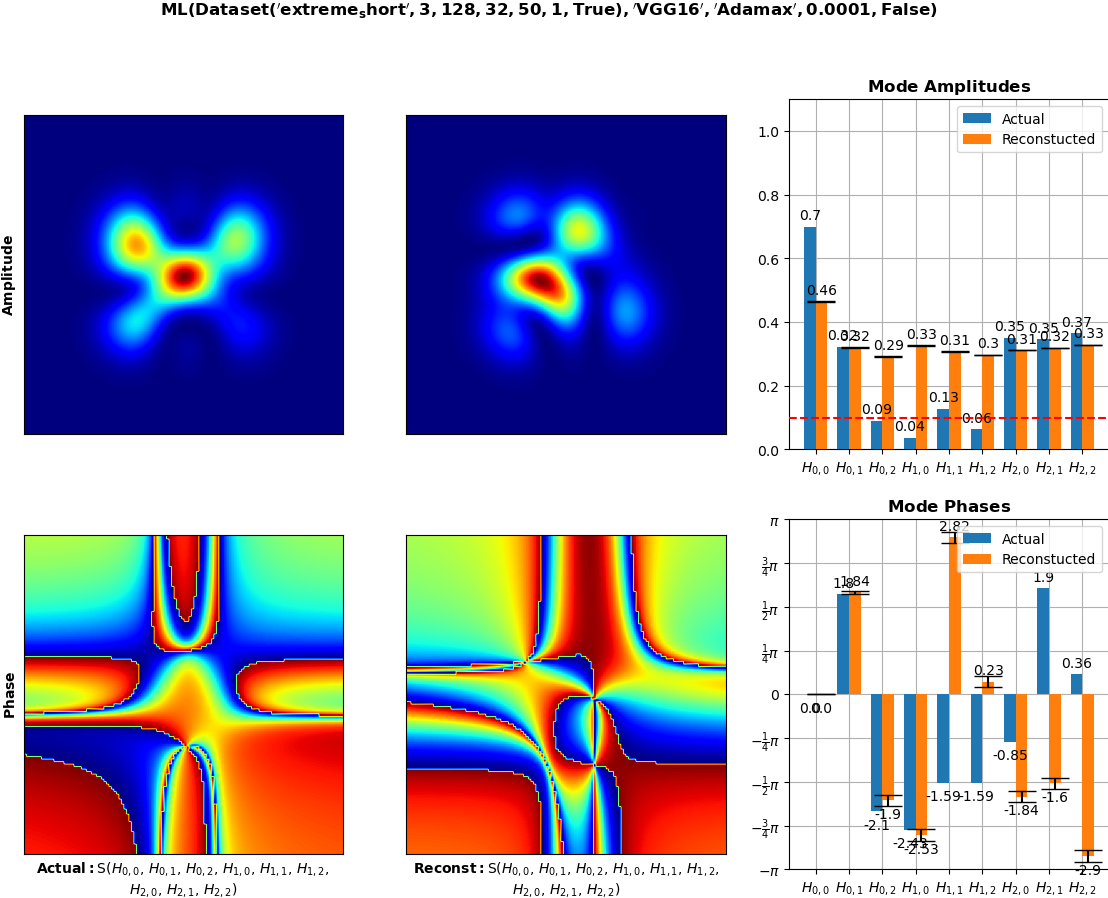 ML(Dataset(′extreme_short′, 3, 128, 32, 50, 1, True), ′VGG16′, ′Adamax′, 0.0001, False)
Amplitude
Mode Amplitudes
Actual
Reconstucted
1.0
0.8
0.6
0.4
0.2
0.0
0.7
0.46
0.32
0.32
0.09
0.29
0.04
0.33
0.13
0.31
0.06
0.3
0.35
0.31
0.35
0.32
0.37
0.33
H0,0 H0,1 H0,2 H1,0 H1,1 H1,2 H2,0 H2,1 H2,2
Phase
Actual: S(H0,0, H0,1, H0,2, H1,0, H1,1, H1,2,
H2,0, H2,1, H2,2)
Reconst: S(H0,0, H0,1, H0,2, H1,0, H1,1, H1,2,
H2,0, H2,1, H2,2)
Mode Phases
Actual
Reconstucted
π
3/4π
1/2π
1/4π
0
−1/4π
−1/2π
−3/4π
−π
0.0
0.0
1.8
1.84
-2.1
-1.9
-2.53
-1.59
2.82
-1.59
0.23
-0.85
-1.84
1.9
-1.6
0.36
-2.9
H0,0 H0,1 H0,2 H1,0 H1,1 H1,2 H2,0 H2,1 H2,2